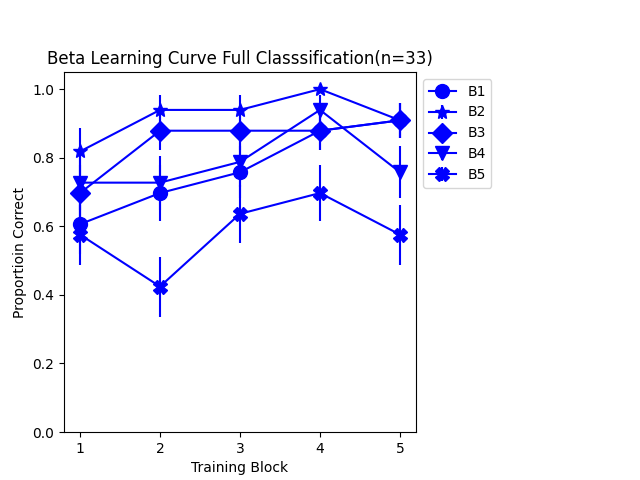 Beta Learning Curve Full Classsification(n=33)
1.0
0.8
0.6
0.4
0.2
0.0
Proportioin Correct
1 2 3 4 5
Training Block
B1
B2
B3
B4
B5